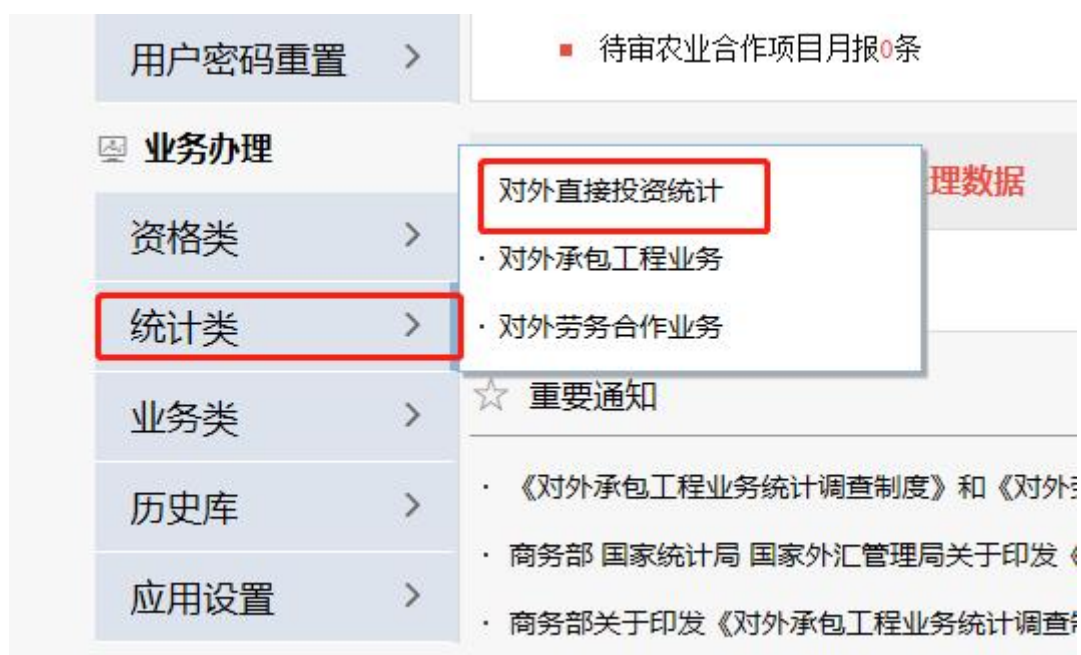 用户密码重置
待审农业合作项目月报0条
业务办理
对外直接投资统计
理数据
资格类
· 对外承包工程业务
统计类
· 对外劳务合作业务
业务类
重要通知
历史库
· 《对外承包工程业务统计调查制度》和《对外
· 商务部 国家统计局 国家外汇管理局关于印发《
应用设置
· 商务部关于印发《对外承包工程业务统计调查